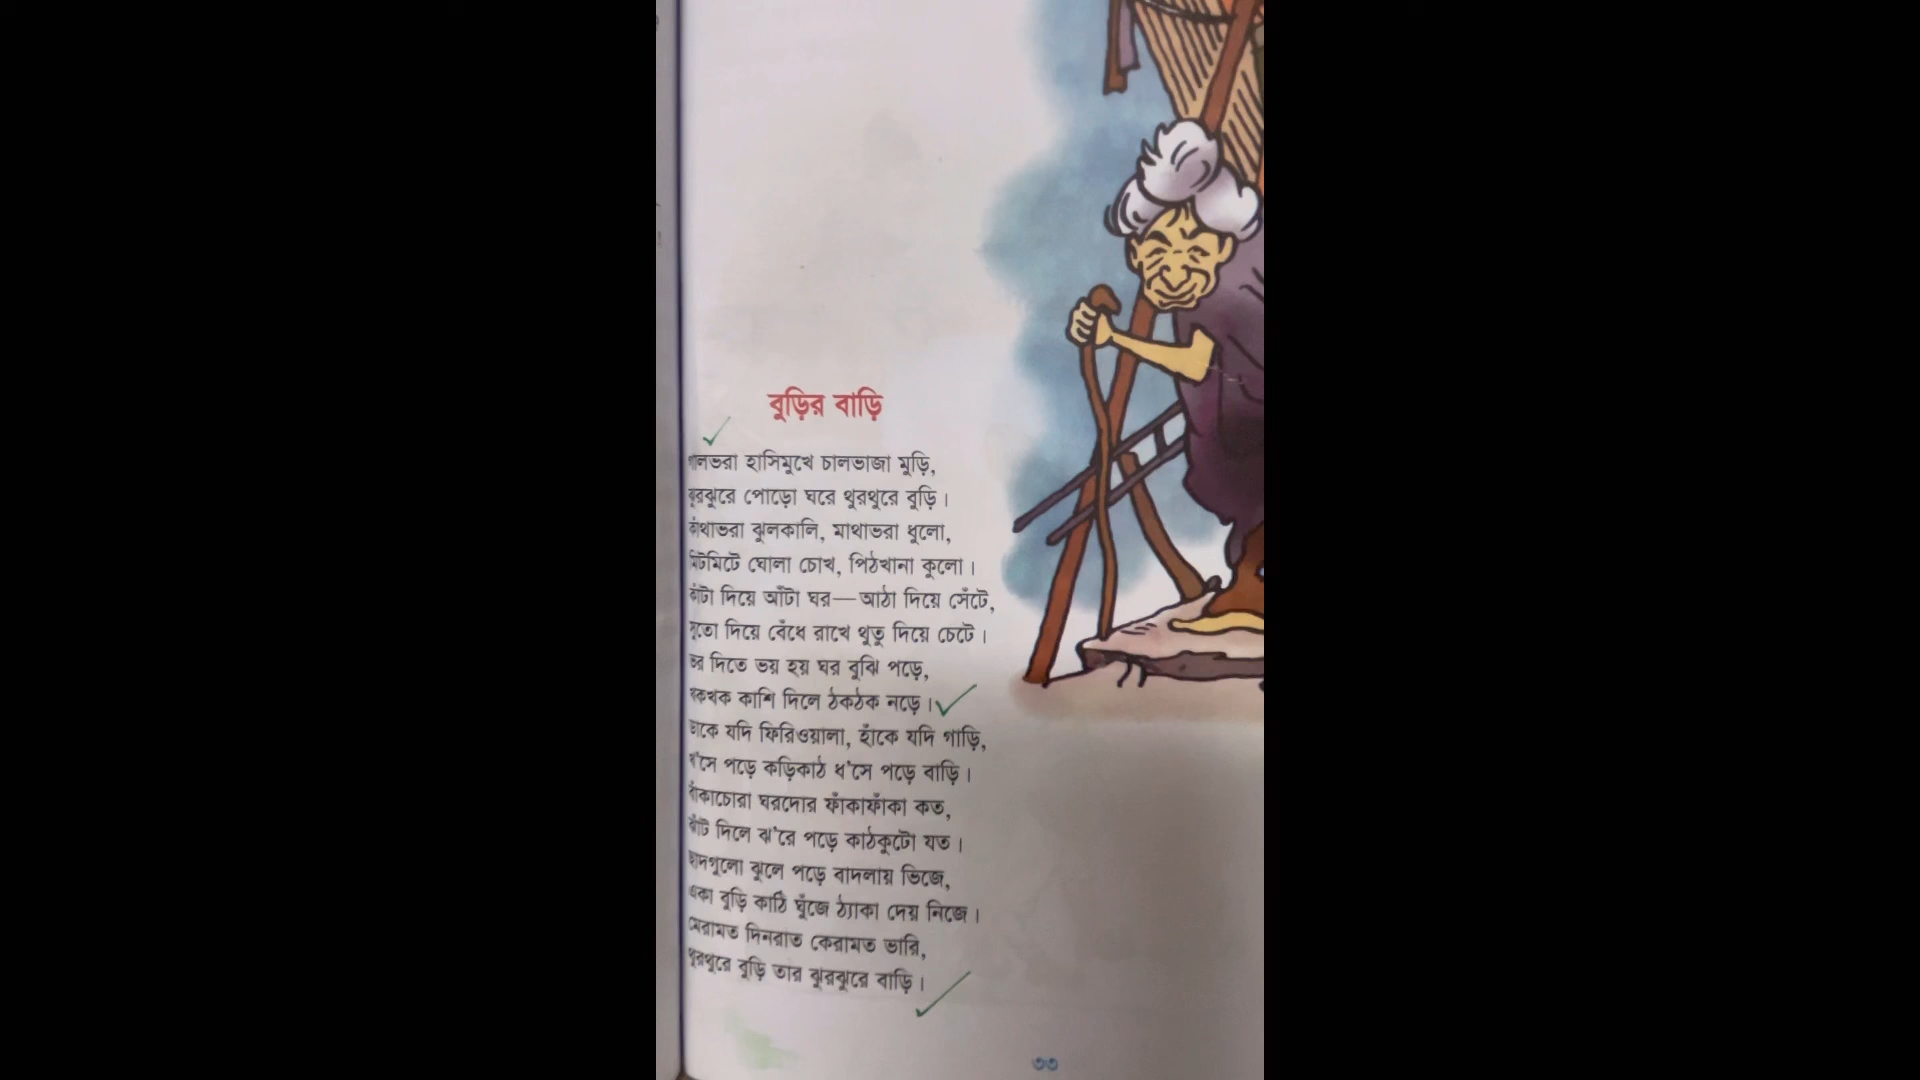 বুড়ির বাড়ি
গালভরা হাসিমুখে চালভাজা মুড়ি,
ঝুরঝুরে পোড়ো ঘরে থুরথুরে বুড়ি।
কাঁথাভরা ঝুলকালি, মাথাভরা ধুলো,
মিটমিটে ঘোলা চোখ, পিঠখানা কুলো।
কাঁটা দিয়ে আঁটা ঘর—আঠা দিয়ে সেঁটে,
সুতো দিয়ে বেঁধে রাখে থুতু দিয়ে চেটে।
ভর দিতে ভয় হয় ঘর বুঝি পড়ে,
খকখক কাশি দিলে ঠকঠক নড়ে।
ডাকে যদি ফিরিওয়ালা, হাঁকে যদি গাড়ি,
খ'সে পড়ে কড়িকাঠ ধ'সে পড়ে বাড়ি।
বাঁকাচোরা ঘরদোর ফাঁকাফাঁকা কত,
ঝাঁট দিলে ঝ'রে পড়ে কাঠকুটো যত।
ছাদগুলো ঝুলে পড়ে বাদলায় ভিজে,
একা বুড়ি কাঠি গুঁজে ঠ্যাকা দেয় নিজে।
মেরামত দিনরাত কেরামত ভারি,
থুরথুরে বুড়ি তার ঝুরঝুরে বাড়ি।
৩৩